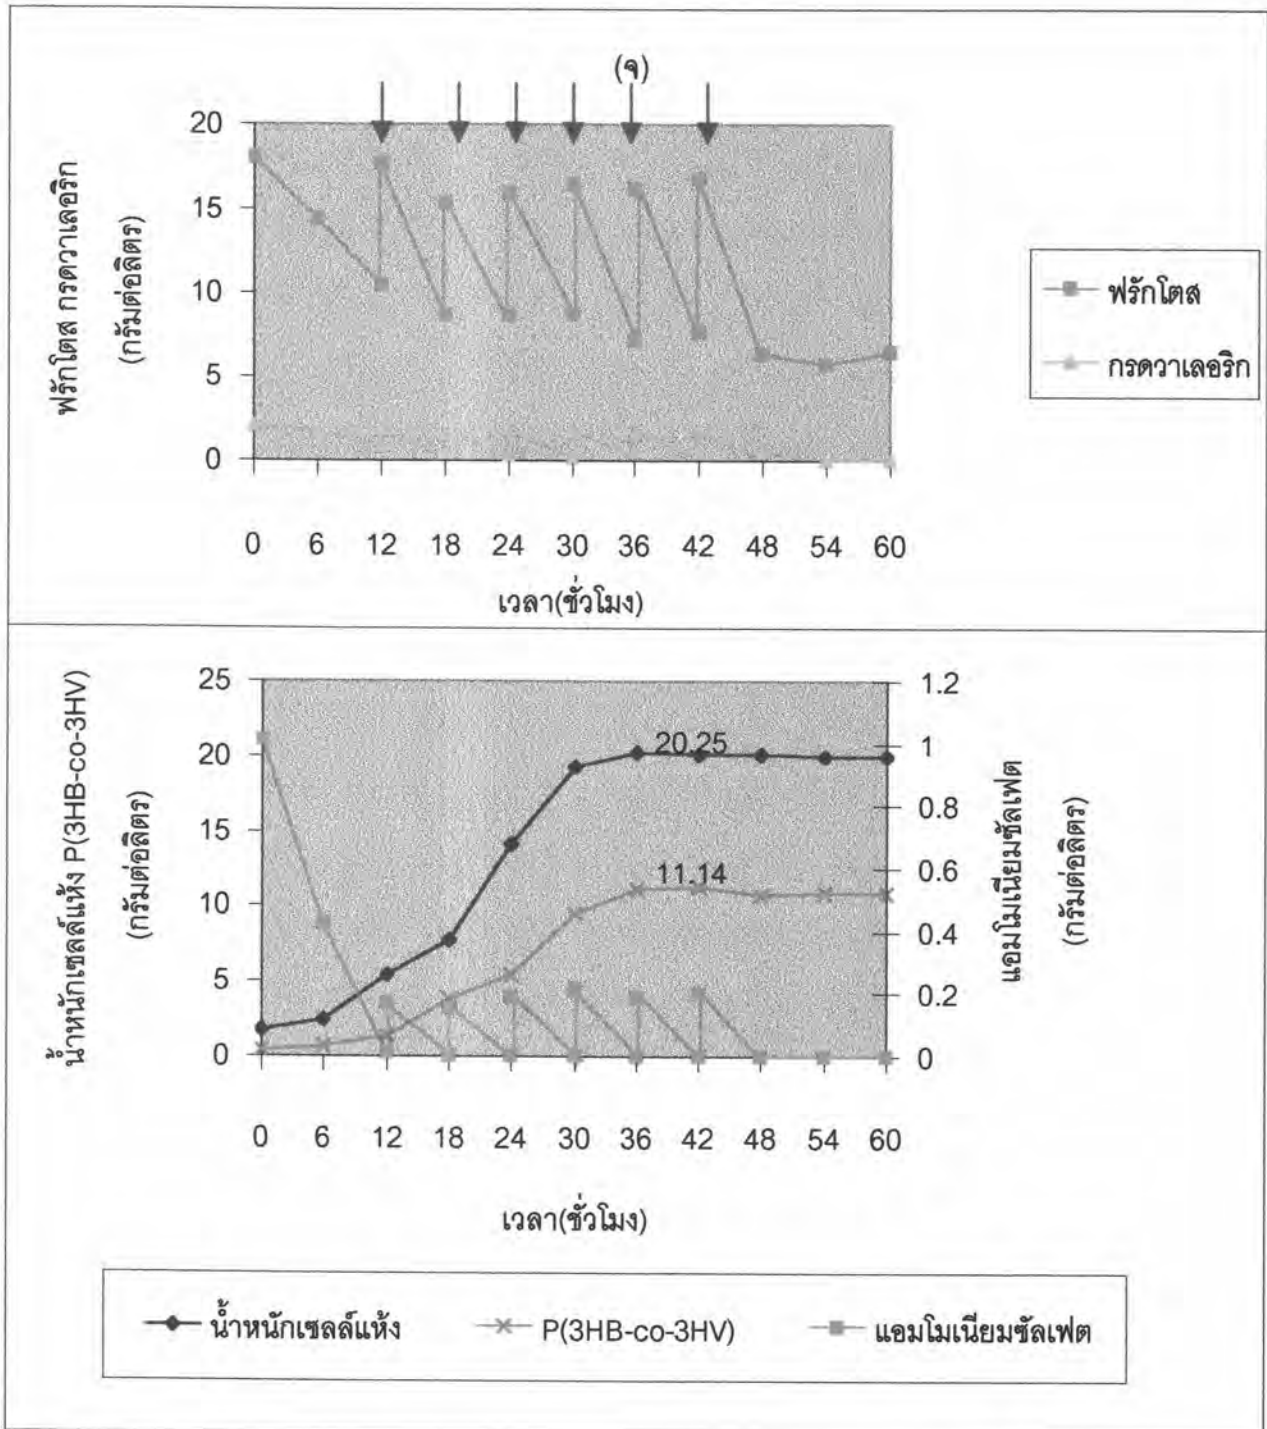 (จ)
ฟรักโตส กรดวาเลอริก
(กรัมต่อลิตร)
20
15
10
5
0
0 6 12 18 24 30 36 42 48 54 60
เวลา(ชั่วโมง)
ฟรักโตส
กรดวาเลอริก
น้ำหนักเซลล์แห้ง P(3HB-co-3HV)
(กรัมต่อลิตร)
25
20
15
10
5
0
20.25
11.14
1.2
1
0.8
0.6
0.4
0.2
0
แอมโมเนียมซัลเฟต
(กรัมต่อลิตร)
0 6 12 18 24 30 36 42 48 54 60
เวลา(ชั่วโมง)
น้ำหนักเซลล์แห้ง P(3HB-co-3HV) แอมโมเนียมซัลเฟต